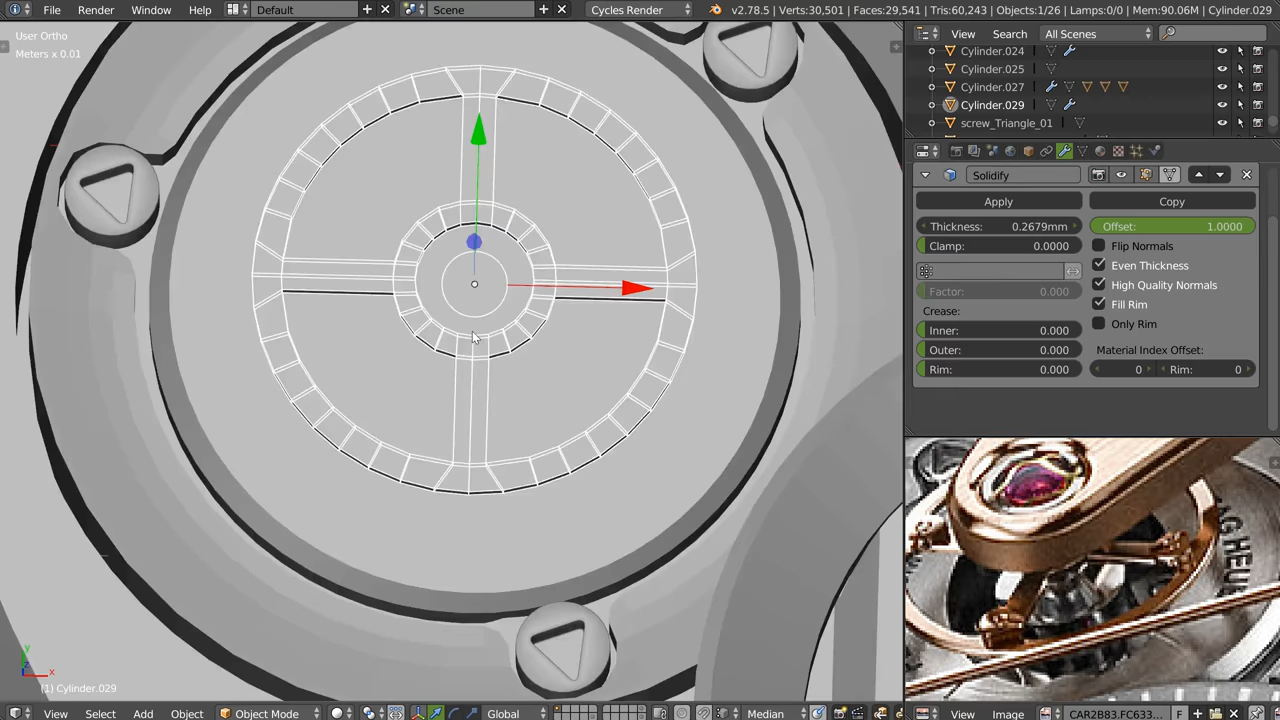 File Edit Render Window Help Default Scene Cycles Render v2.78.5 | Verts:30,501 | Faces:29,541 | Tris:60,243 | Objects:1/26 | Lamps:0/0 | Mem:90.06M | Cylinder.029
User Ortho
Meters x 0.01
View Search All Scenes
Cylinder.024
Cylinder.025
Cylinder.027
Cylinder.029
screw_Triangle_01
Solidify
Apply Copy
Thickness: 0.2679mm Offset: 1.0000
Clamp: 0.0000 Flip Normals
Even Thickness
Factor: 0.000 High Quality Normals
Crease: Fill Rim
Inner: 0.000 Only Rim
Outer: 0.000 Material Index Offset:
Rim: 0.000 0 Rim: 0
y
z
x
(1) Cylinder.029
View Select Add Object Object Mode Global Median View Image CAR2B83.FC633... F